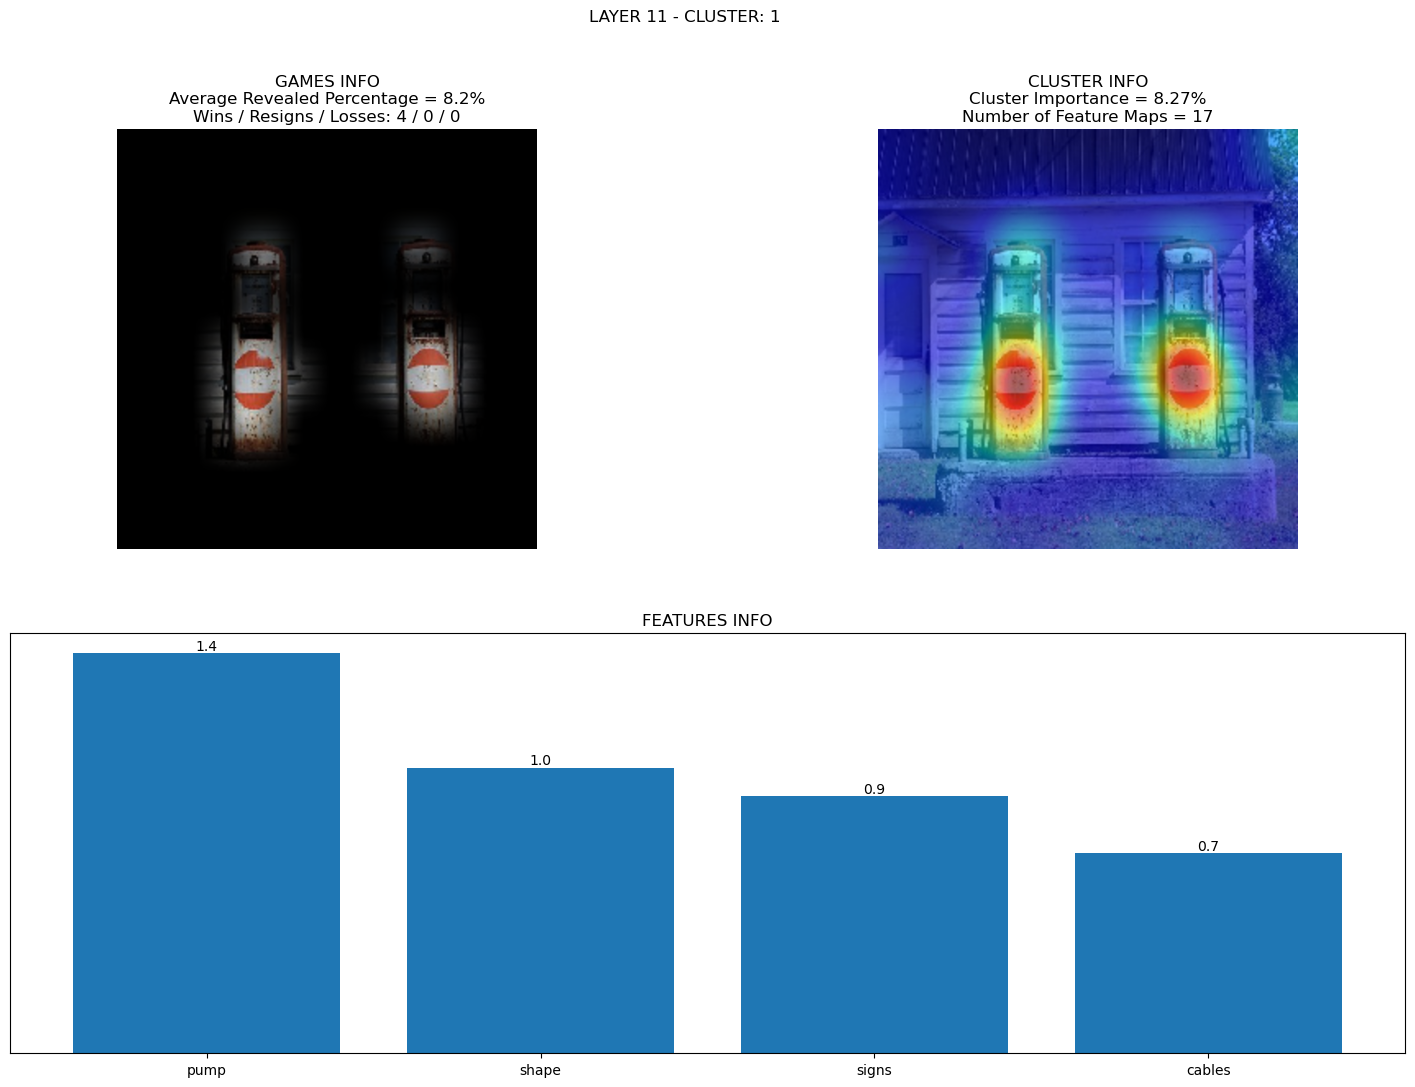 LAYER 11 - CLUSTER: 1
GAMES INFO
Average Revealed Percentage = 8.2%
Wins / Resigns / Losses: 4 / 0 / 0
CLUSTER INFO
Cluster Importance = 8.27%
Number of Feature Maps = 17
FEATURES INFO
1.4
1.0
0.9
0.7
pump
shape
signs
cables